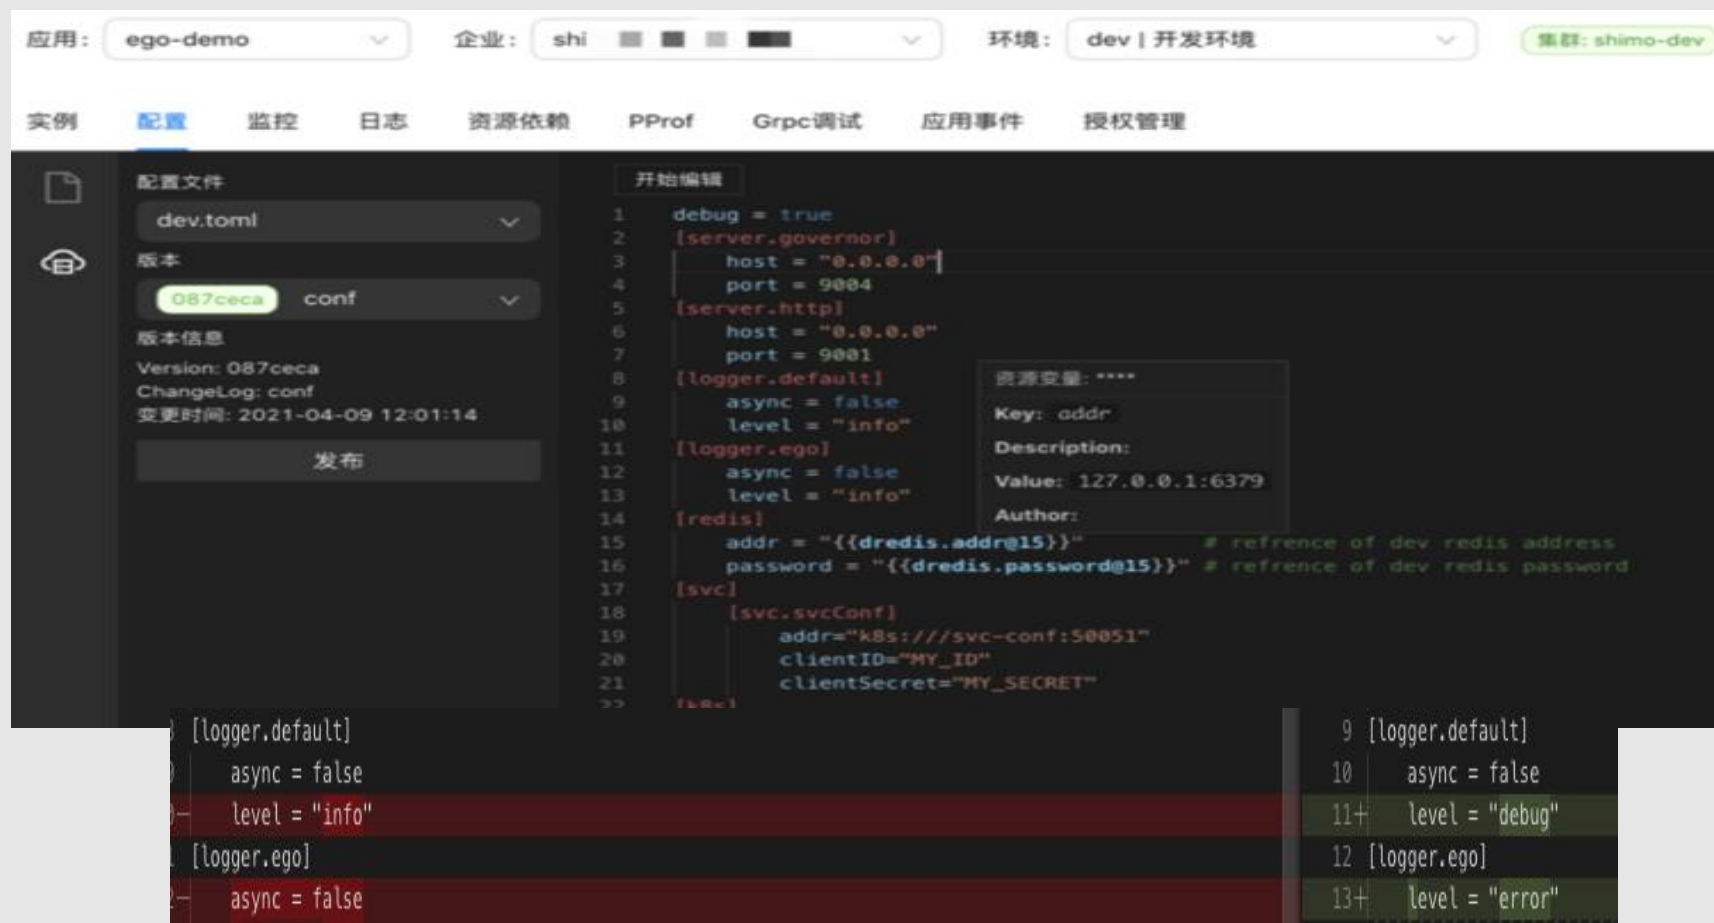 应用: ego-demo 企业: shi 环境: dev | 开发环境 集群: shimo-dev
实例 配置 监控 日志 资源依赖 PProf Grpc调试 应用事件 授权管理
配置文件
dev.toml
版本
087ceca conf
版本信息
Version: 087ceca
ChangeLog: conf
变更时间: 2021-04-09 12:01:14
发布
开始编辑
1 debug = true
2 [server.governor]
3 host = "0.0.0.0"
4 port = 9004
5 [server.http]
6 host = "0.0.0.0"
7 port = 9001
8 [logger.default]
9 async = false
10 level = "info"
11 [logger.ego]
12 async = false
13 level = "info"
14 [redis]
15 addr = "{{dredis.addr@15}}" # refrence of dev redis address
16 password = "{{dredis.password@15}}" # refrence of dev redis password
17 [svc]
18 [svc.svcConf]
19 addr="k8s:///svc-conf:50051"
20 clientID="MY_ID"
21 clientSecret="MY_SECRET"
22 [k8s]
资源变量: ****
Key: addr
Description:
Value: 127.0.0.1:6379
Author:
[logger.default]
async = false
level = "info"
[logger.ego]
async = false
9 [logger.default]
10 async = false
11+ level = "debug"
12 [logger.ego]
13+ level = "error"